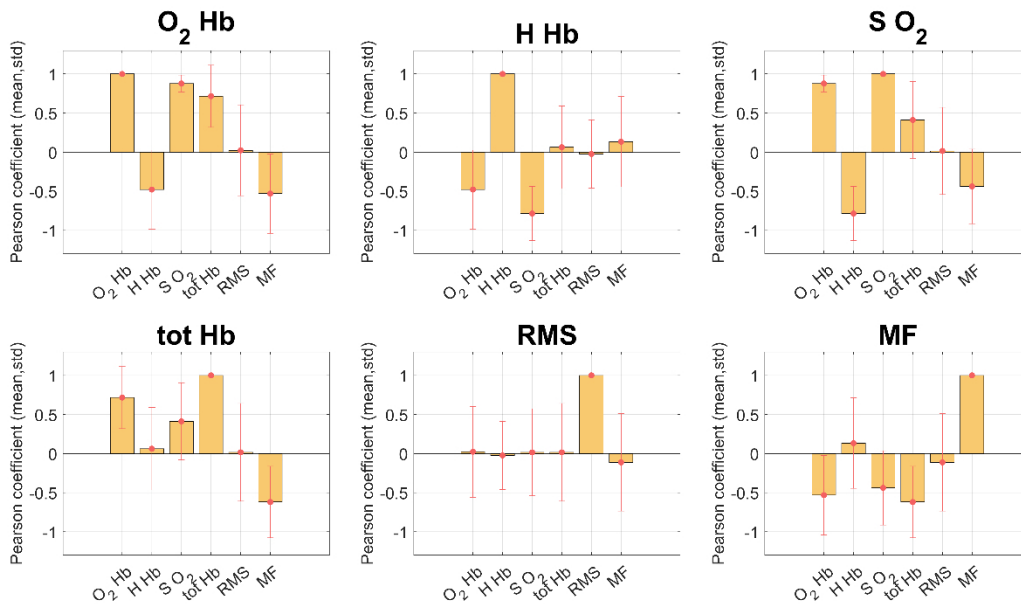 O2 Hb
H Hb
S O2
Pearson coefficient (mean,std)
1
0.5
0
-0.5
-1
O2 Hb
H Hb
S O2
tot Hb
RMS
MF
Pearson coefficient (mean,std)
1
0.5
0
-0.5
-1
O2 Hb
H Hb
S O2
tot Hb
RMS
MF
Pearson coefficient (mean,std)
1
0.5
0
-0.5
-1
O2 Hb
H Hb
S O2
tot Hb
RMS
MF
tot Hb
RMS
MF
Pearson coefficient (mean,std)
1
0.5
0
-0.5
-1
O2 Hb
H Hb
S O2
tot Hb
RMS
MF
Pearson coefficient (mean,std)
1
0.5
0
-0.5
-1
O2 Hb
H Hb
S O2
tot Hb
RMS
MF
Pearson coefficient (mean,std)
1
0.5
0
-0.5
-1
O2 Hb
H Hb
S O2
tot Hb
RMS
MF